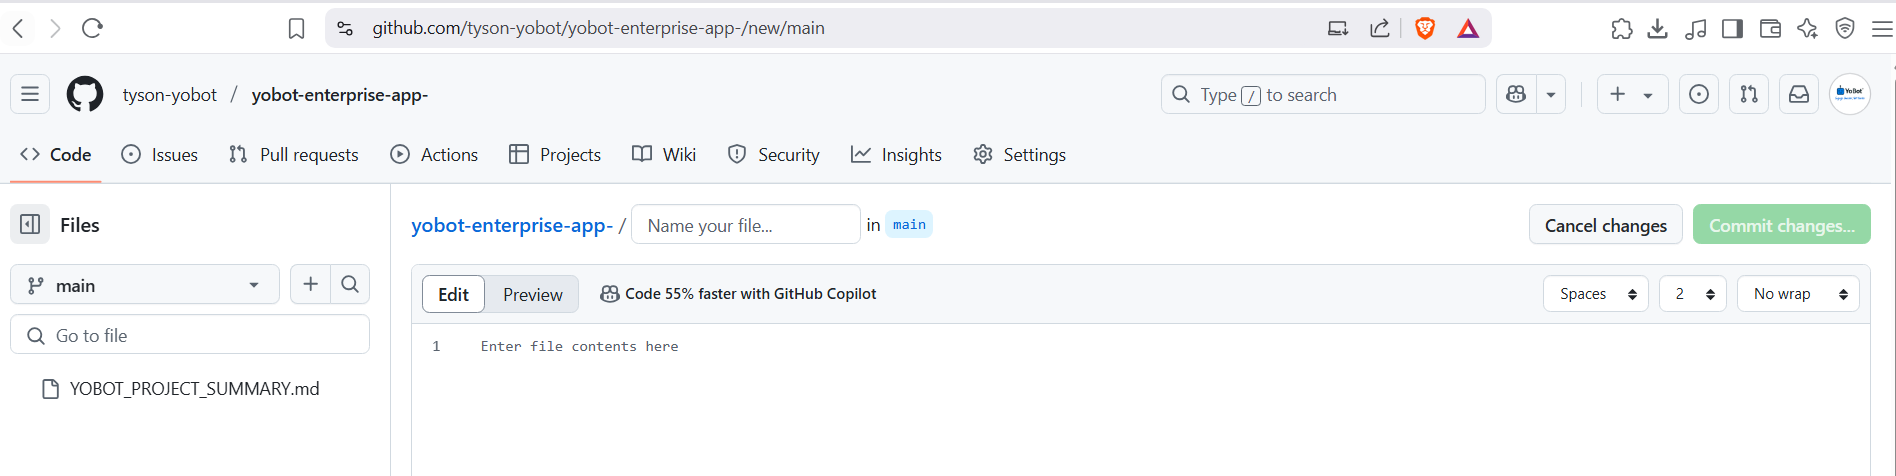 github.com/tyson-yobot/yobot-enterprise-app-/new/main
tyson-yobot / yobot-enterprise-app-
Type / to search
Code Issues Pull requests Actions Projects Wiki Security Insights Settings
Files
yobot-enterprise-app- / Name your file... in main
Cancel changes Commit changes...
main
Edit Preview Code 55% faster with GitHub Copilot
Spaces 2 No wrap
Go to file
1 Enter file contents here
YOBOT_PROJECT_SUMMARY.md